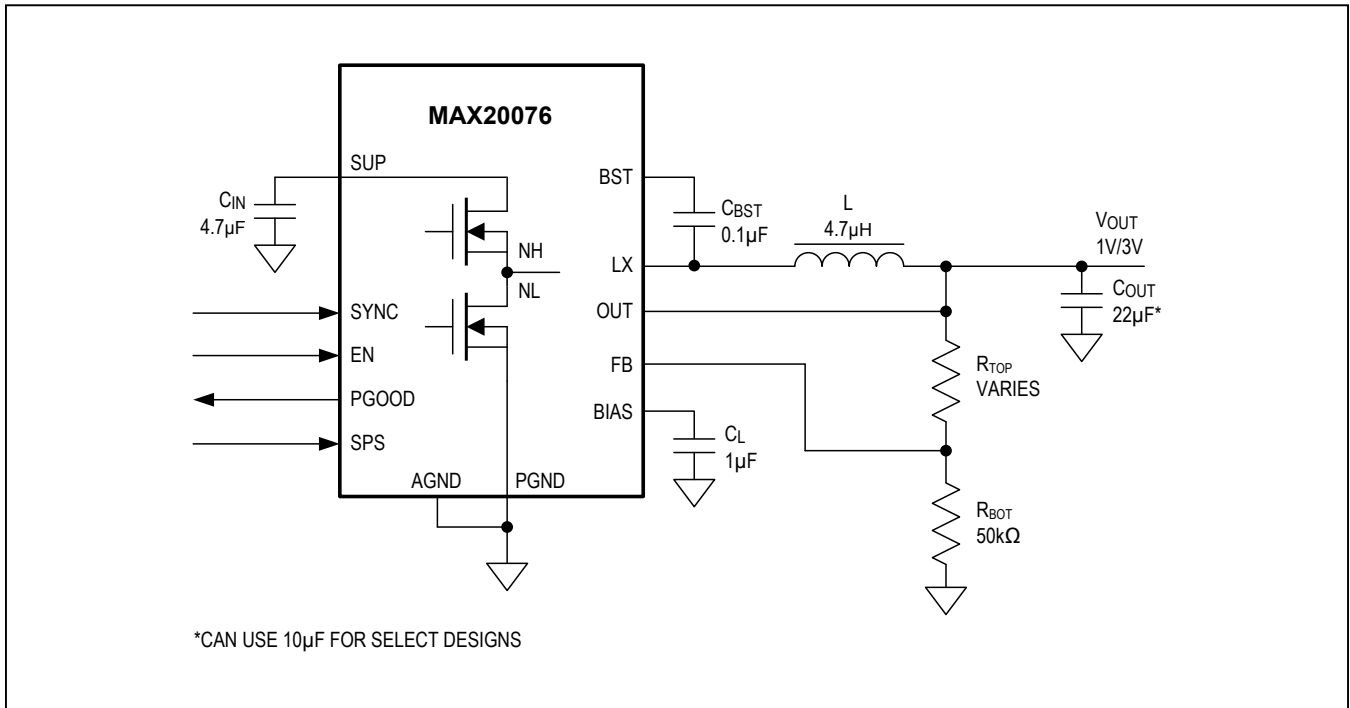 MAX20076
SUP
BST
CIN
4.7µF
CBST
0.1µF
L
4.7µH
VOUT
1V/3V
NH
LX
NL
COUT
22µF*
OUT
SYNC
EN
FB
RTOP
VARIES
PGOOD
BIAS
SPS
CL
1µF
AGND
PGND
RBOT
50kΩ
*CAN USE 10µF FOR SELECT DESIGNS